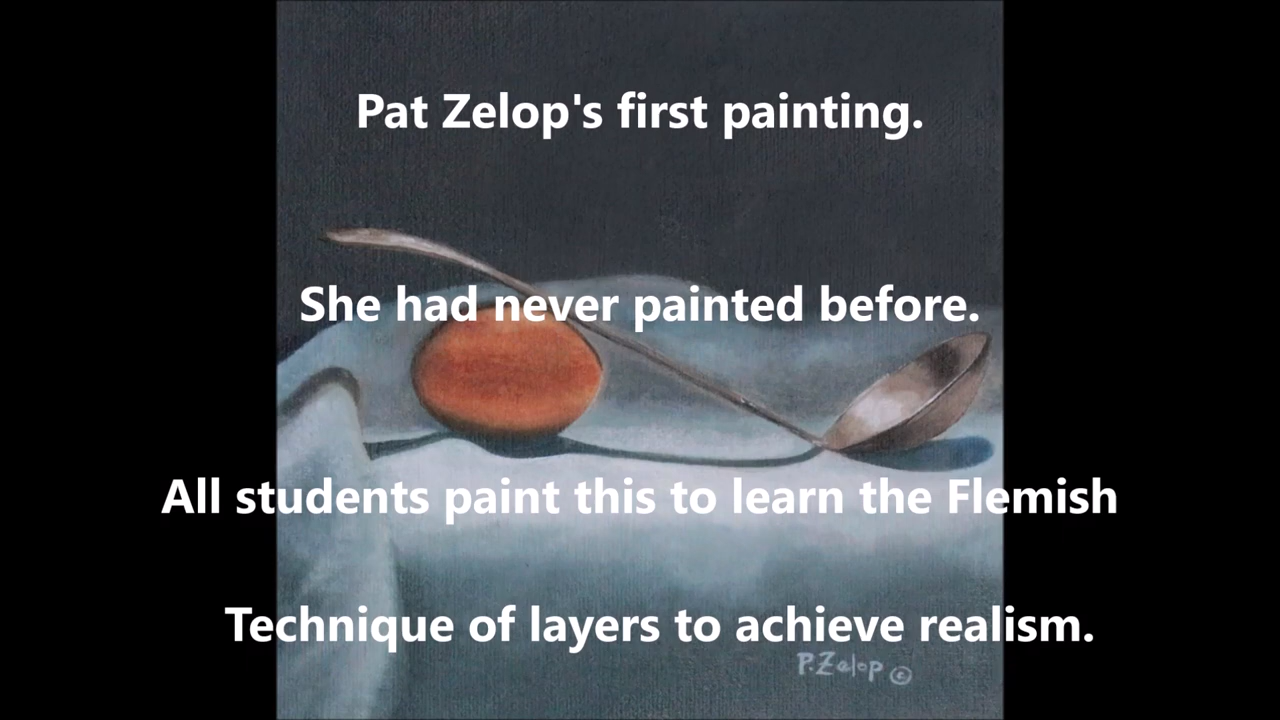 Pat Zelop's first painting.
She had never painted before.
All students paint this to learn the Flemish
Technique of layers to achieve realism.
P.Zelop ©